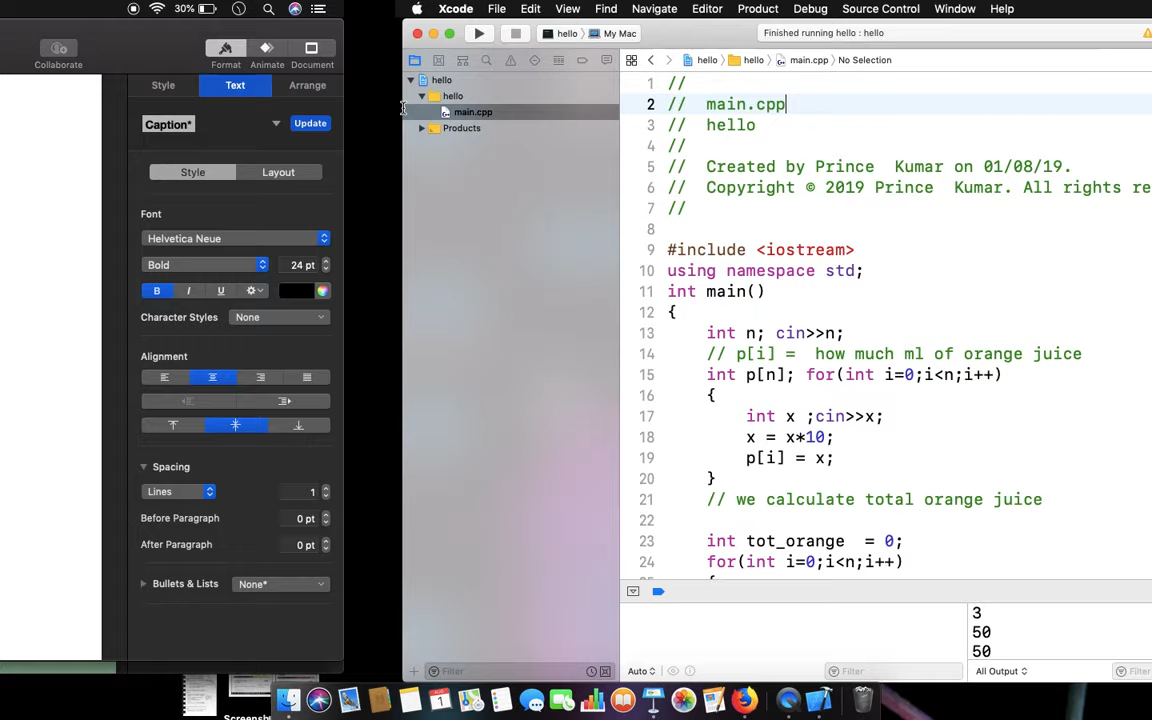 30%
Xcode File Edit View Find Navigate Editor Product Debug Source Control Window Help
Collaborate
Format Animate Document
hello My Mac
Finished running hello : hello
Style Text Arrange
Caption* Update
Style Layout
Font
Helvetica Neue
Bold 24 pt
B I U
Character Styles None
Alignment
Spacing
Lines 1
Before Paragraph 0 pt
After Paragraph 0 pt
Bullets & Lists None*
hello
hello
main.cpp
Products
Filter
hello hello main.cpp No Selection
1 //
2 // main.cpp
3 // hello
4 //
5 // Created by Prince Kumar on 01/08/19.
6 // Copyright © 2019 Prince Kumar. All rights re
7 //
8
9 #include <iostream>
10 using namespace std;
11 int main()
12 {
13 int n; cin>>n;
14 // p[i] = how much ml of orange juice
15 int p[n]; for(int i=0;i<n;i++)
16 {
17 int x ;cin>>x;
18 x = x*10;
19 p[i] = x;
20 }
21 // we calculate total orange juice
22
23 int tot_orange = 0;
24 for(int i=0;i<n;i++)
3
50
50
Auto Filter All Output Filter